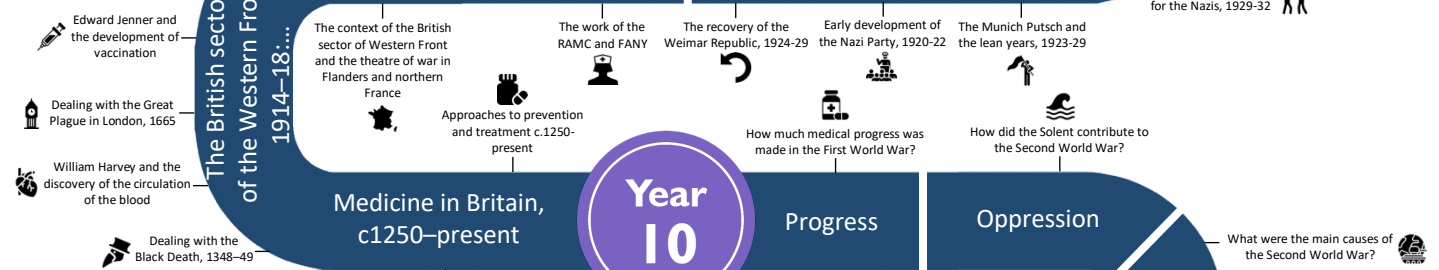 for the Nazis, 1929-32
Edward Jenner and
the development of
vaccination
Dealing with the Great
Plague in London, 1665
William Harvey and the
discovery of the circulation
of the blood
Dealing with the
Black Death, 1348–49
The British secto
of the Western Fro
1914–18:...
The context of the British
sector of Western Front
and the theatre of war in
Flanders and northern
France
Approaches to prevention
and treatment c.1250-
present
The work of the
RAMC and FANY
The recovery of the
Weimar Republic, 1924-29
Early development of
the Nazi Party, 1920-22
The Munich Putsch and
the lean years, 1923-29
How much medical progress was
made in the First World War?
How did the Solent contribute to
the Second World War?
Medicine in Britain,
c1250–present
Year
10
Progress
Oppression
What were the main causes of
the Second World War?